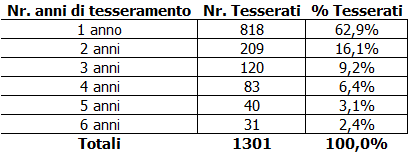 Nr. anni di tesseramento Nr. Tesserati % Tesserati
1 anno 818 62,9%
2 anni 209 16,1%
3 anni 120 9,2%
4 anni 83 6,4%
5 anni 40 3,1%
6 anni 31 2,4%
Totali 1301 100,0%